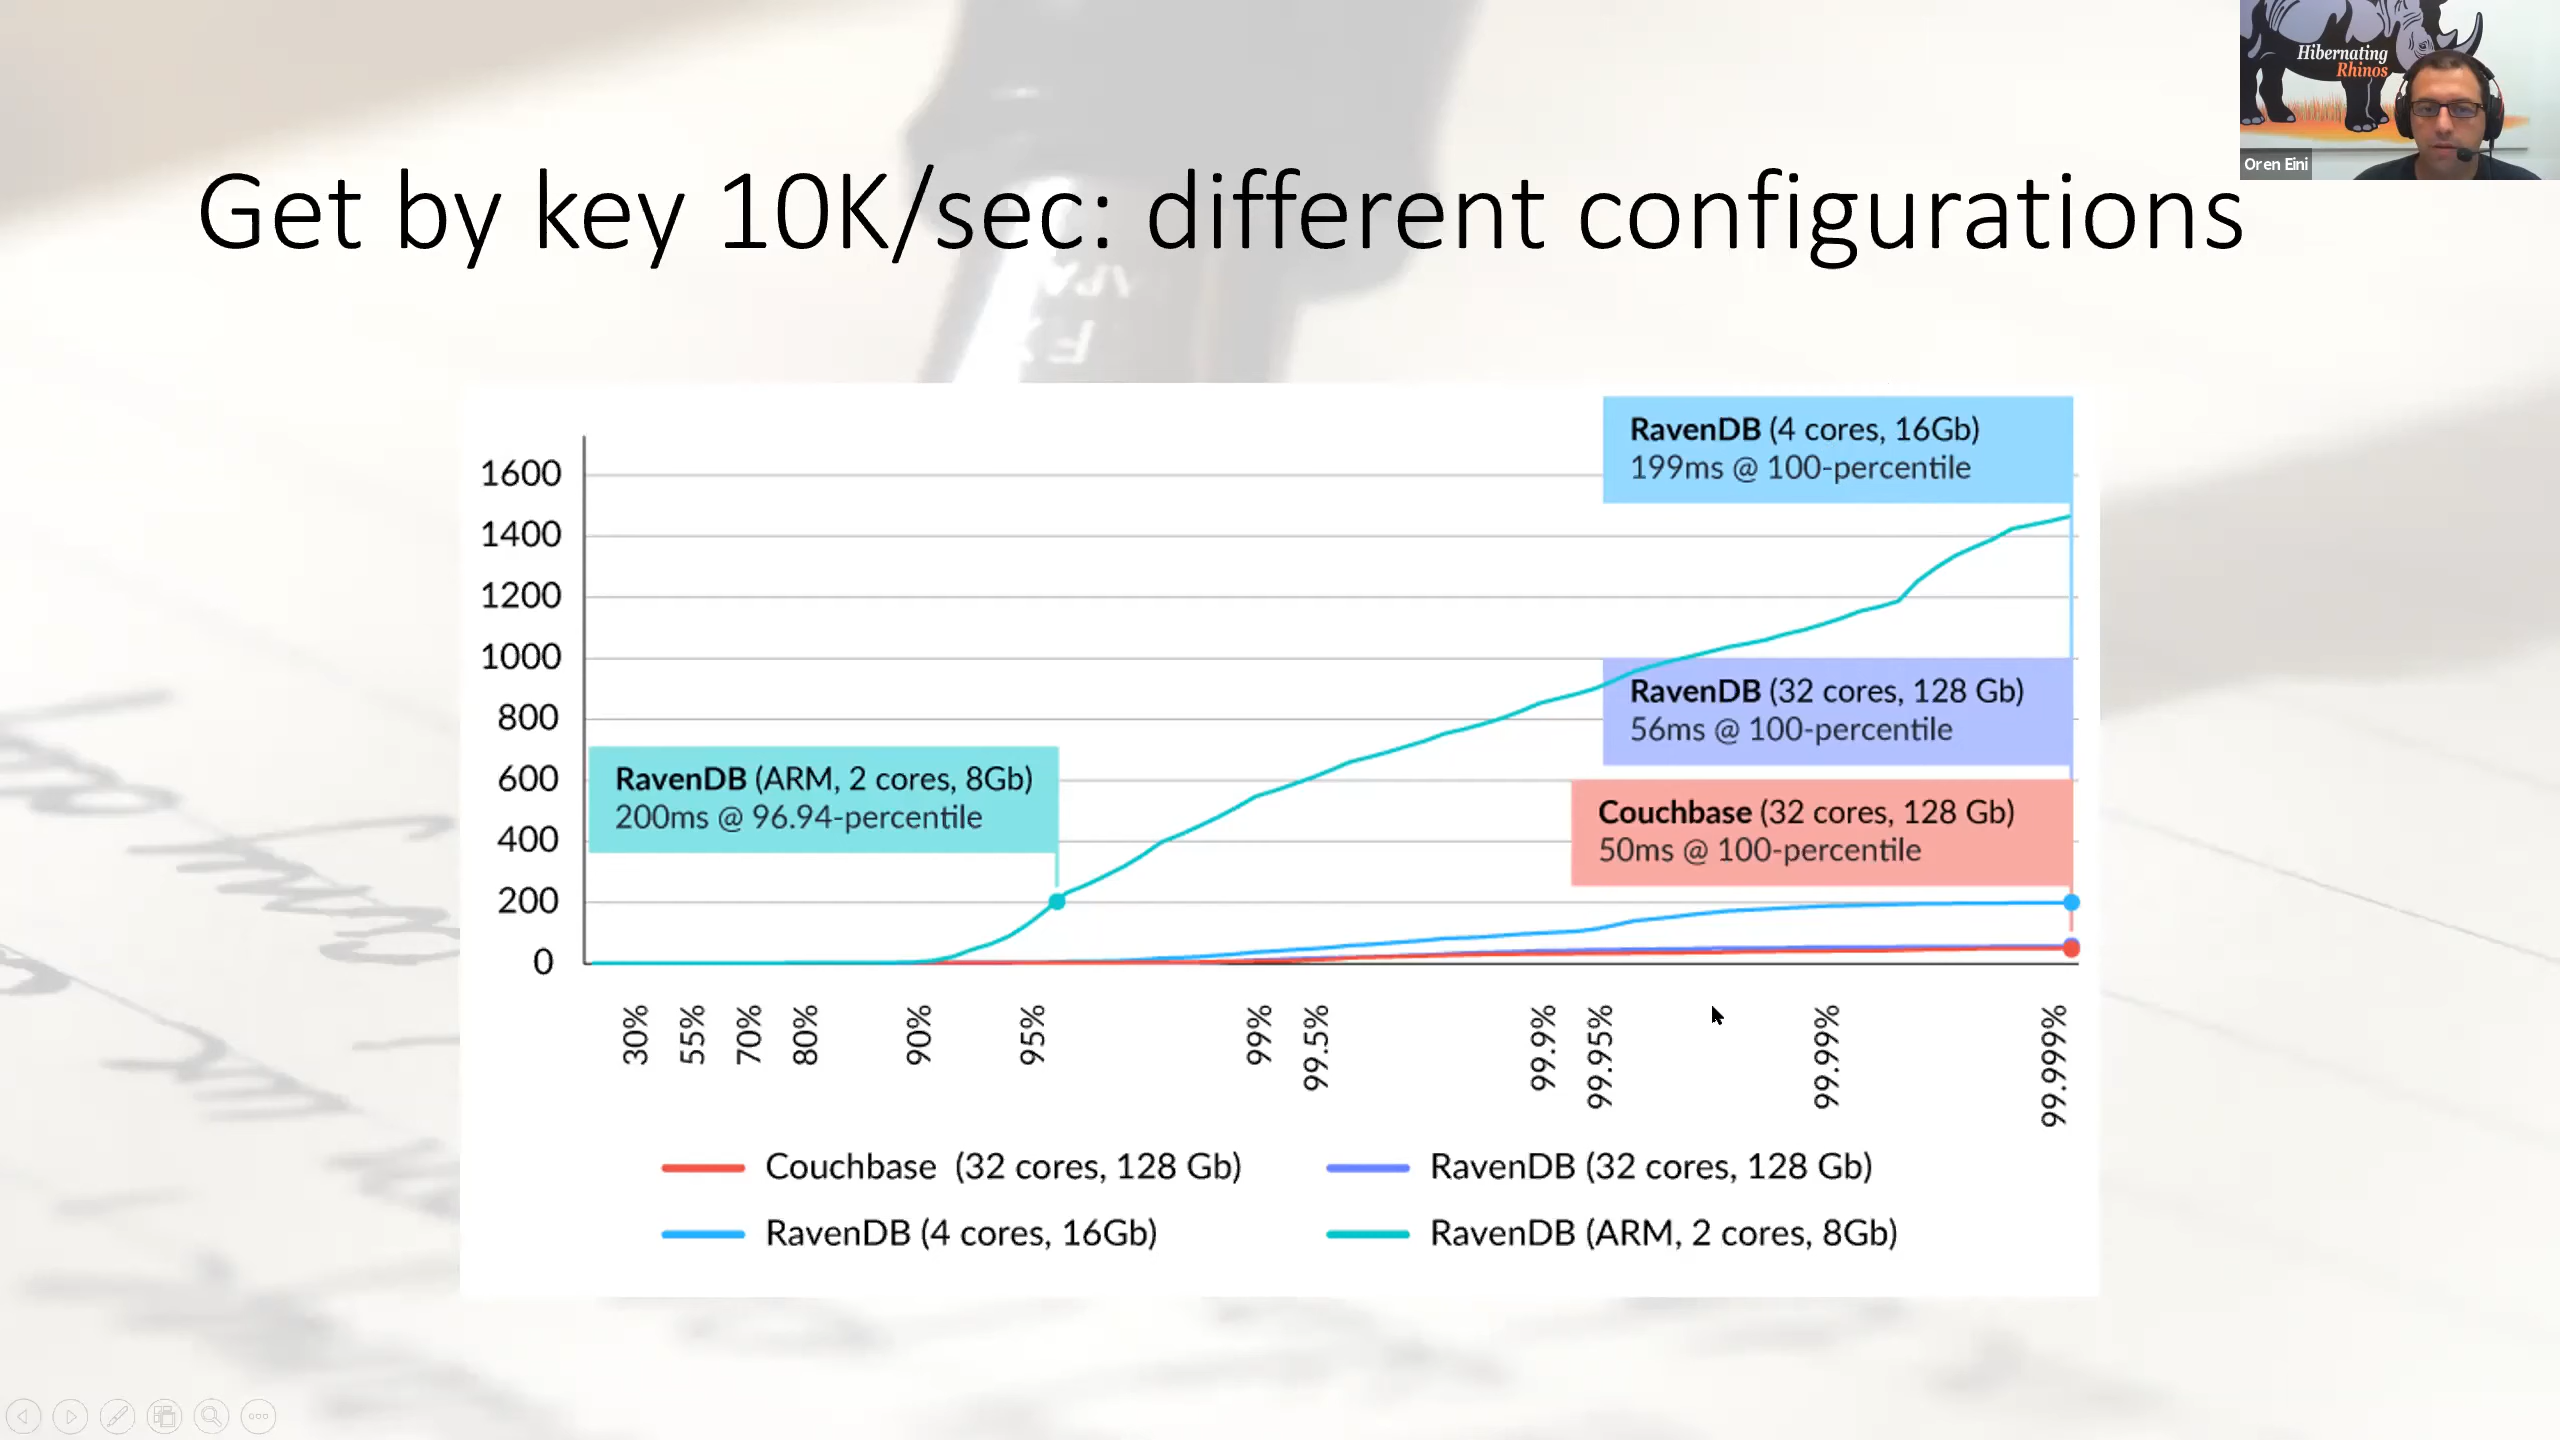 Hibernating
Rhinos
Oren Eini
Get by key 10K/sec: different configurations
RavenDB (4 cores, 16Gb)
199ms @ 100-percentile
1600
1400
1200
1000
800
600
400
200
0
RavenDB (32 cores, 128 Gb)
56ms @ 100-percentile
RavenDB (ARM, 2 cores, 8Gb)
200ms @ 96.94-percentile
Couchbase (32 cores, 128 Gb)
50ms @ 100-percentile
30%
55%
70%
80%
90%
95%
99%
99.5%
99.9%
99.95%
99.99%
99.999%
Couchbase (32 cores, 128 Gb)
RavenDB (32 cores, 128 Gb)
RavenDB (4 cores, 16Gb)
RavenDB (ARM, 2 cores, 8Gb)